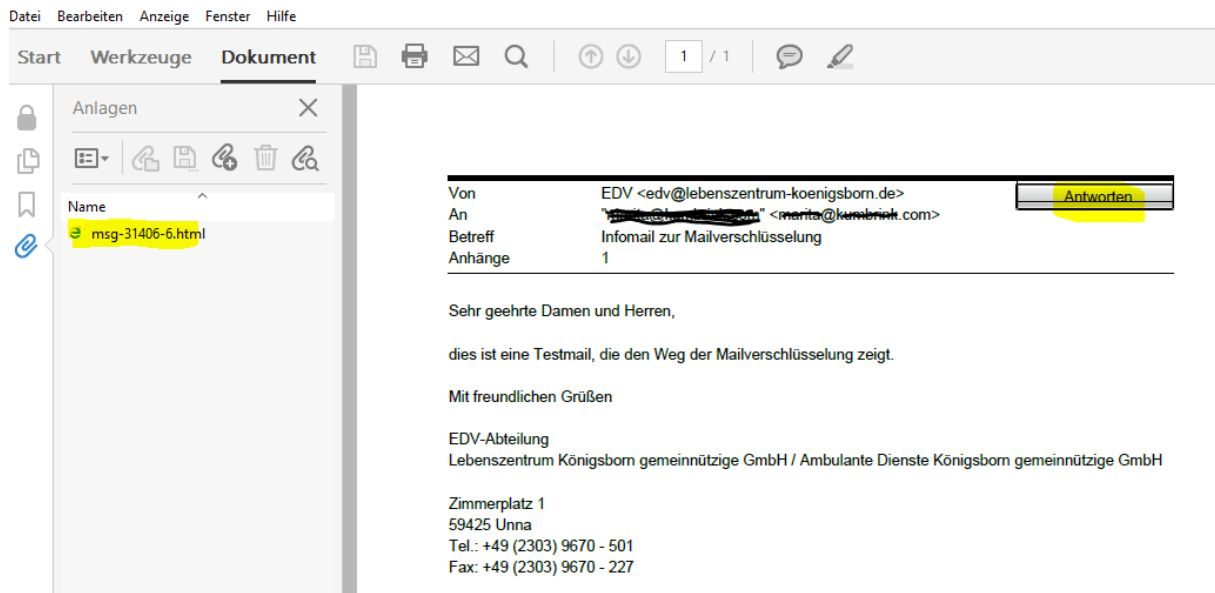 Datei Bearbeiten Anzeige Fenster Hilfe
Start Werkzeuge Dokument 1 / 1
Anlagen
Name
msg-31406-6.html
Von EDV <edv@lebenszentrum-koenigsborn.de> Antworten
An
Betreff Infomail zur Mailverschlüsselung
Anhänge 1
Sehr geehrte Damen und Herren,
dies ist eine Testmail, die den Weg der Mailverschlüsselung zeigt.
Mit freundlichen Grüßen
EDV-Abteilung
Lebenszentrum Königsborn gemeinnützige GmbH / Ambulante Dienste Königsborn gemeinnützige GmbH
Zimmerplatz 1
59425 Unna
Tel.: +49 (2303) 9670 - 501
Fax: +49 (2303) 9670 - 227